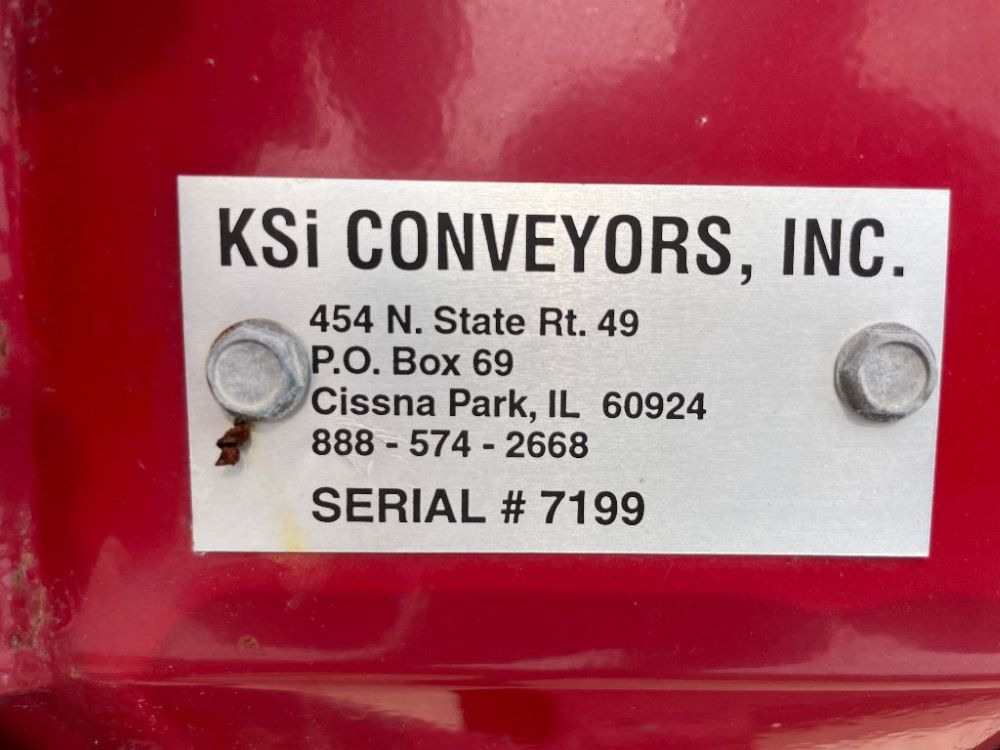 KSi CONVEYORS, INC.
454 N. State Rt. 49
P.O. Box 69
Cissna Park, IL 60924
888 - 574 - 2668
SERIAL # 7199